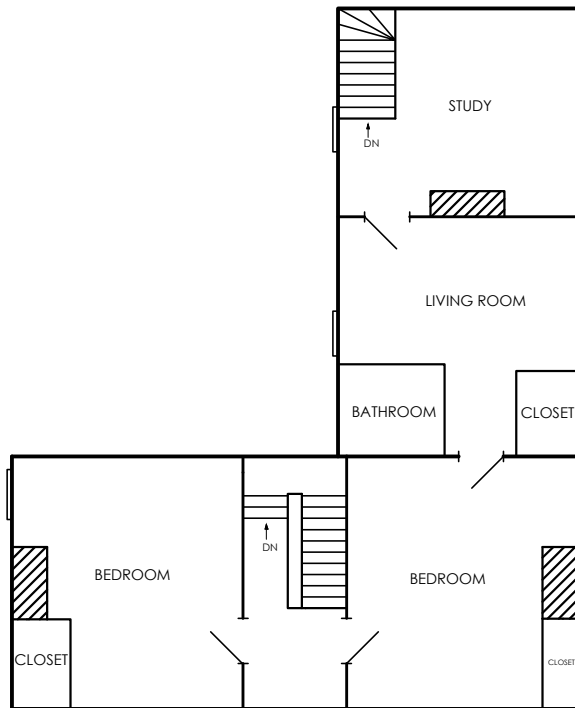 STUDY
DN
LIVING ROOM
BATHROOM
CLOSET
DN
BEDROOM
BEDROOM
CLOSET
CLOSET